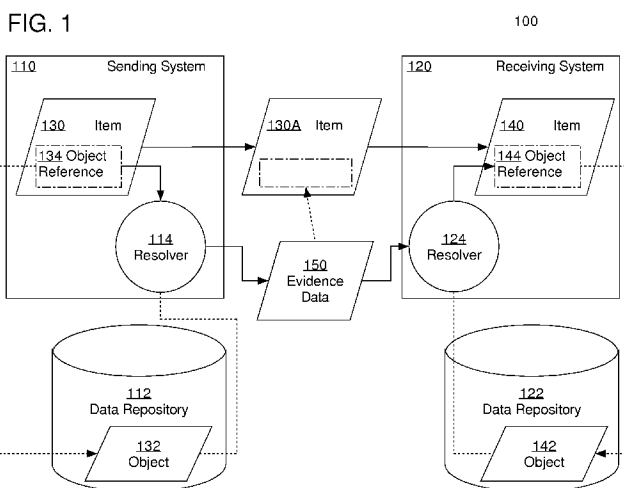 FIG. 1
100
110 Sending System
120 Receiving System
130 Item
134 Object
Reference
130A Item
140 Item
144 Object
Reference
114
Resolver
150
Evidence
Data
124
Resolver
112
Data Repository
132
Object
122
Data Repository
142
Object